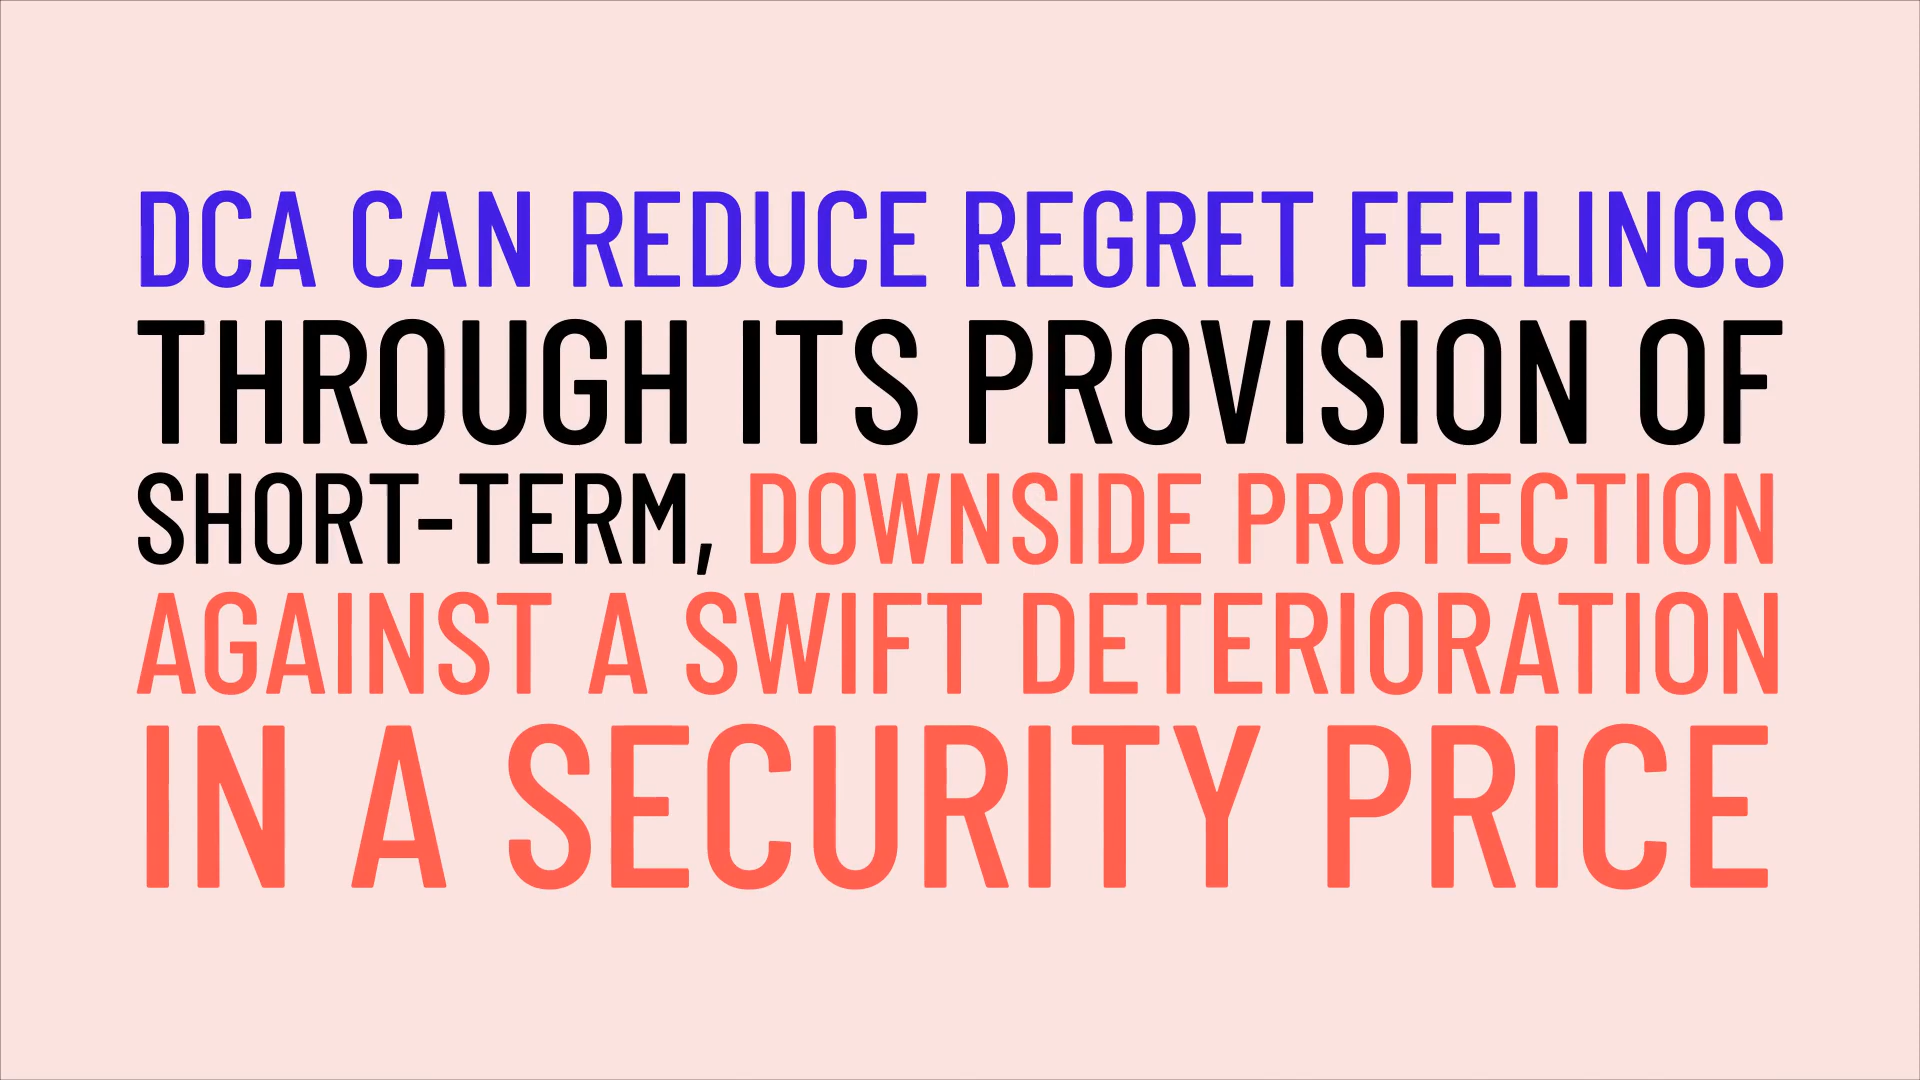 DCA CAN REDUCE REGRET FEELINGS
THROUGH ITS PROVISION OF
SHORT-TERM, DOWNSIDE PROTECTION
AGAINST A SWIFT DETERIORATION
IN A SECURITY PRICE